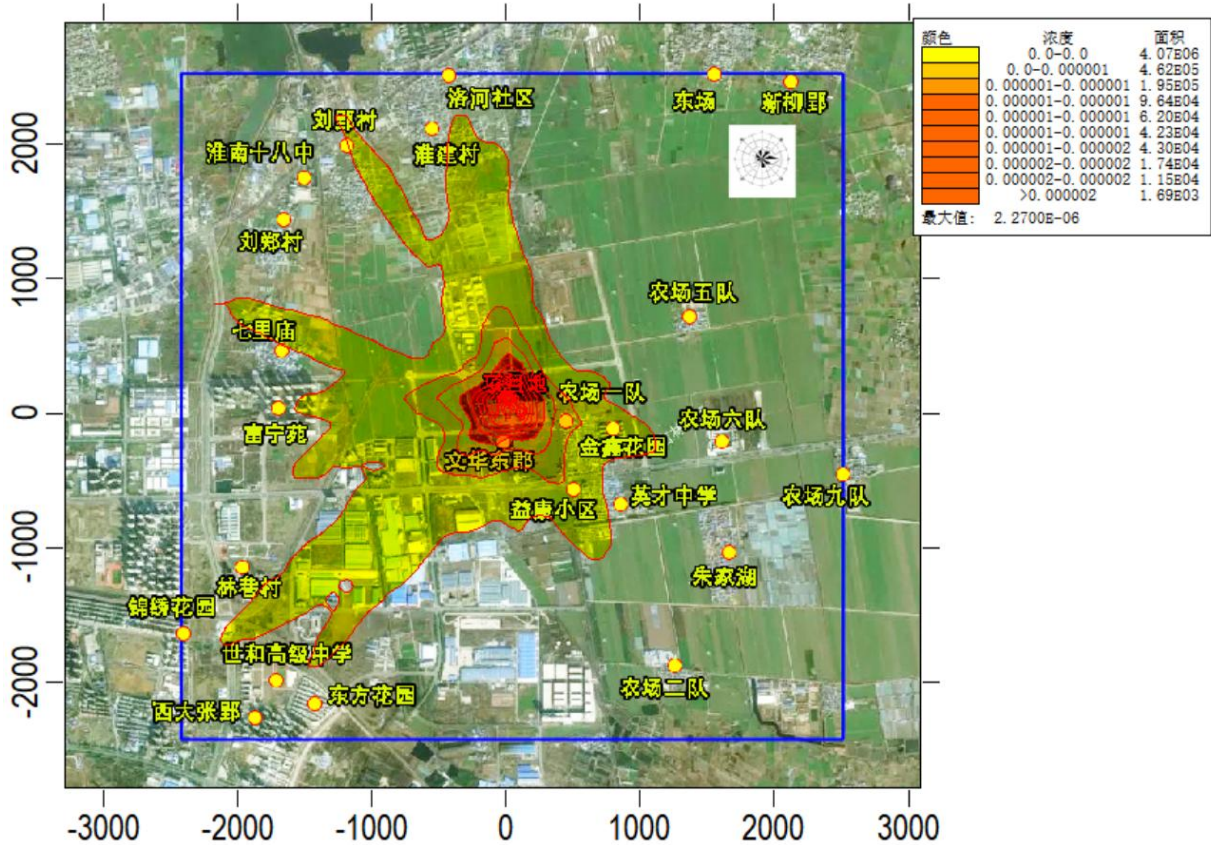 -3000 -2000 -1000 0 1000 2000 3000
2000
1000
0
-1000
-2000
颜色 浓度 面积
0.0-0.0 4.07E06
0.0-0.000001 4.62E05
0.000001-0.000001 1.95E05
0.000001-0.000001 9.64E04
0.000001-0.000001 6.20E04
0.000001-0.000001 4.23E04
0.000001-0.000002 4.30E04
0.000002-0.000002 1.74E04
0.000002-0.000002 1.15E04
>0.000002 1.69E03
最大值: 2.2700E-06
洛河社区
东场
新柳郢
刘郢村
淮建村
淮南十八中
刘郑村
农场五队
七里庙
农场一队
富宁苑
农场六队
金鑫花园
文华东郡
益康小区
英才中学
农场九队
朱家湖
林巷村
锦绣花园
世和高级中学
东方花园
西大张郢
农场二队